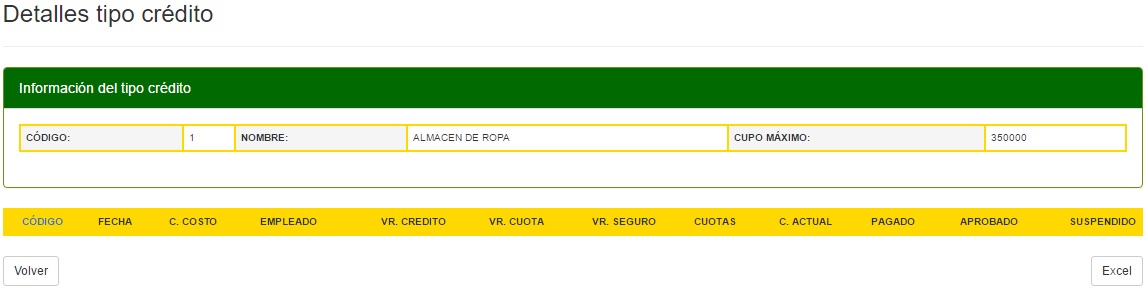 Detalles tipo crédito
Información del tipo crédito
CÓDIGO: 1 NOMBRE: ALMACEN DE ROPA CUPO MÁXIMO: 350000
CÓDIGO FECHA C. COSTO EMPLEADO VR. CREDITO VR. CUOTA VR. SEGURO CUOTAS C. ACTUAL PAGADO APROBADO SUSPENDIDO
Volver Excel